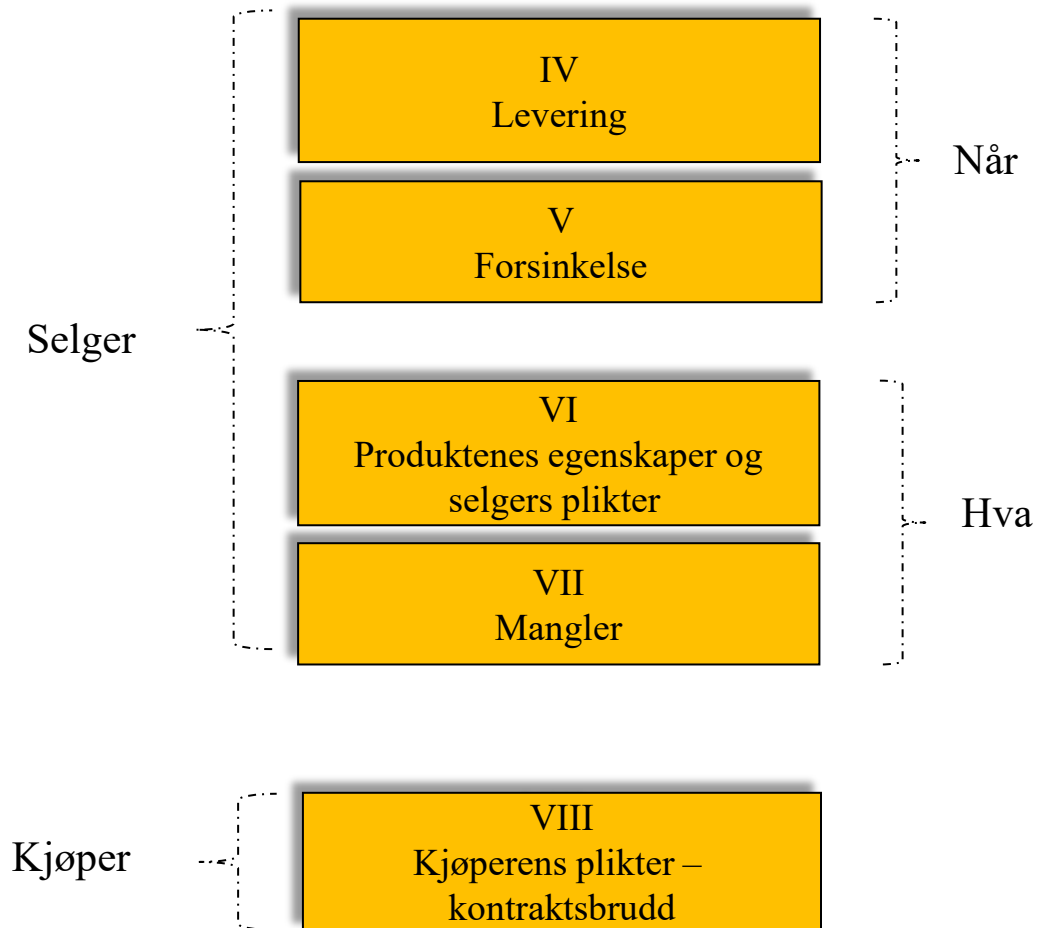 IV
Levering
Når
V
Forsinkelse
Selger
VI
Produktenes egenskaper og
selgers plikter
Hva
VII
Mangler
VIII
Kjøper
Kjøperens plikter –
kontraktsbrudd